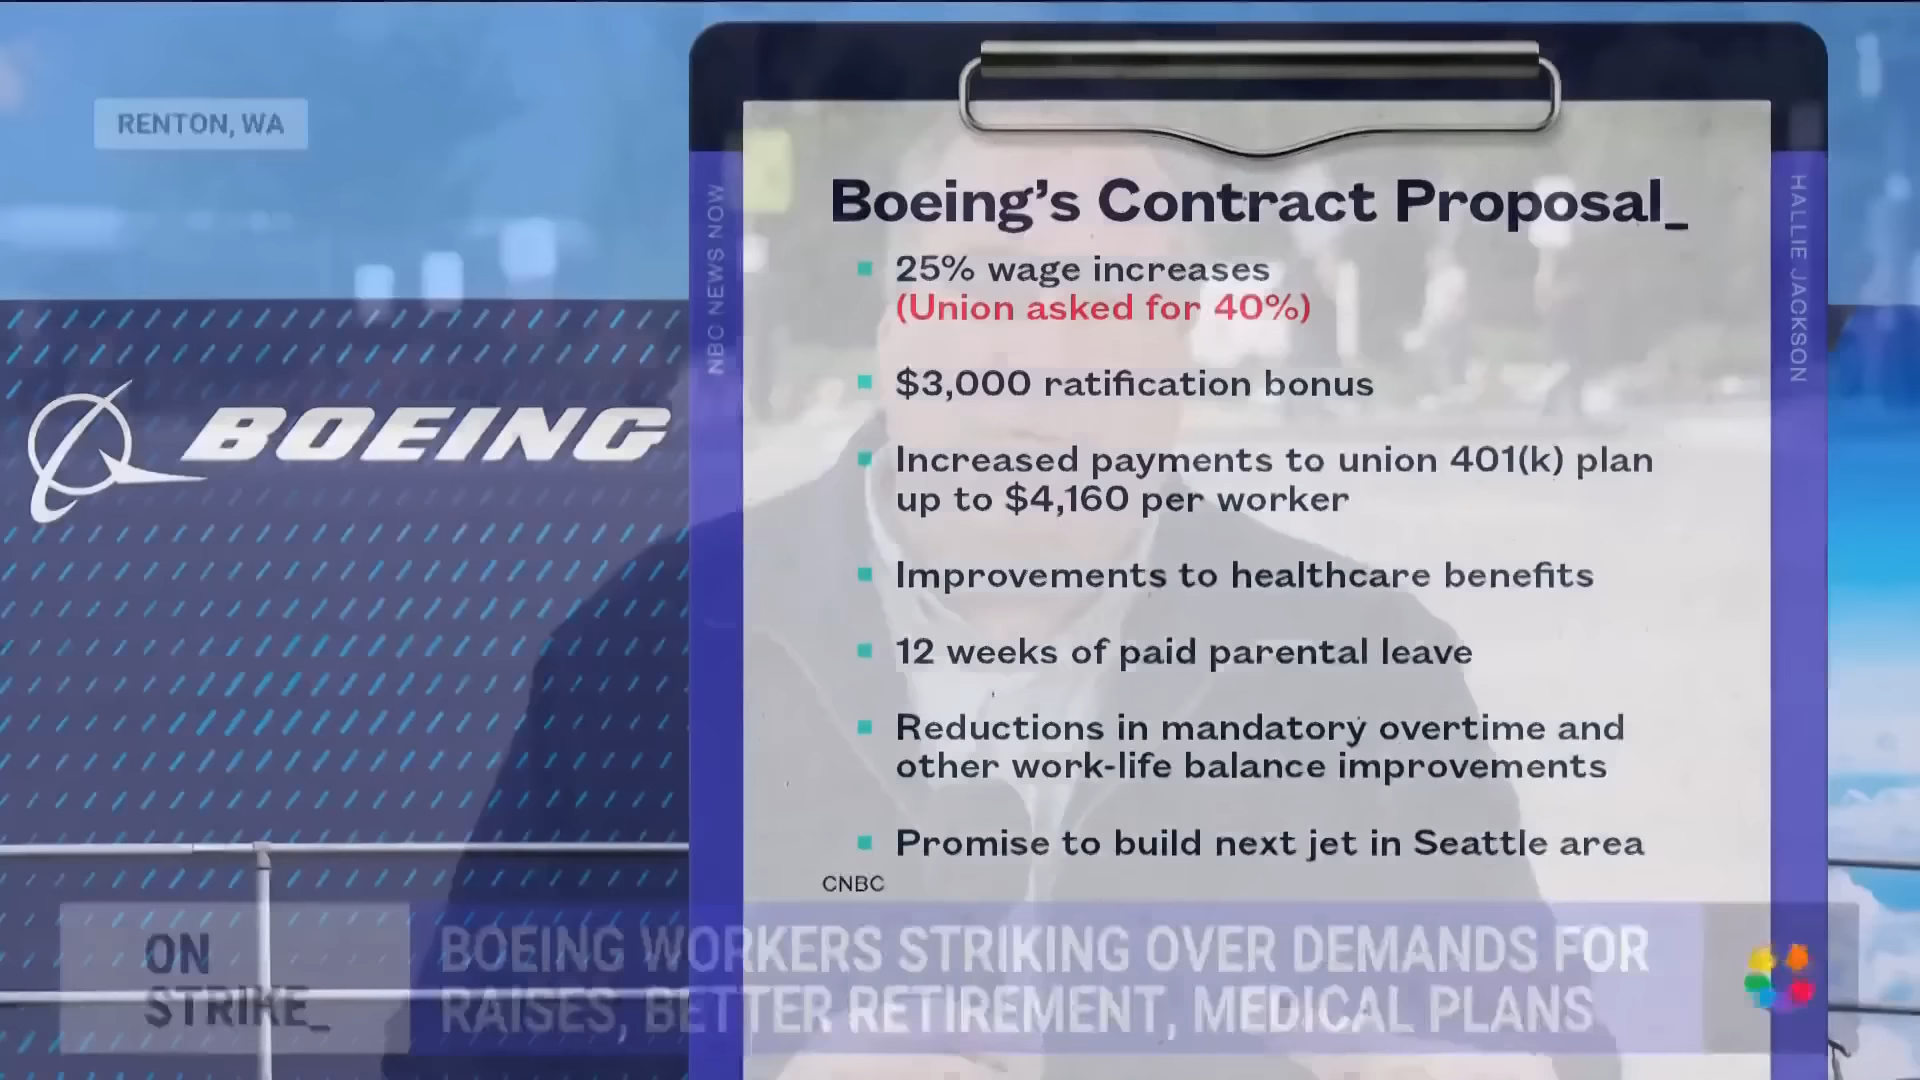 RENTON, WA
BOEING
NBC NEWS NOW
HALLIE JACKSON
Boeing's Contract Proposal_
25% wage increases
(Union asked for 40%)
$3,000 ratification bonus
Increased payments to union 401(k) plan
up to $4,160 per worker
Improvements to healthcare benefits
12 weeks of paid parental leave
Reductions in mandatory overtime and
other work-life balance improvements
Promise to build next jet in Seattle area
CNBC
ON
STRIKE_
BOEING WORKERS STRIKING OVER DEMANDS FOR
RAISES, BETTER RETIREMENT, MEDICAL PLANS